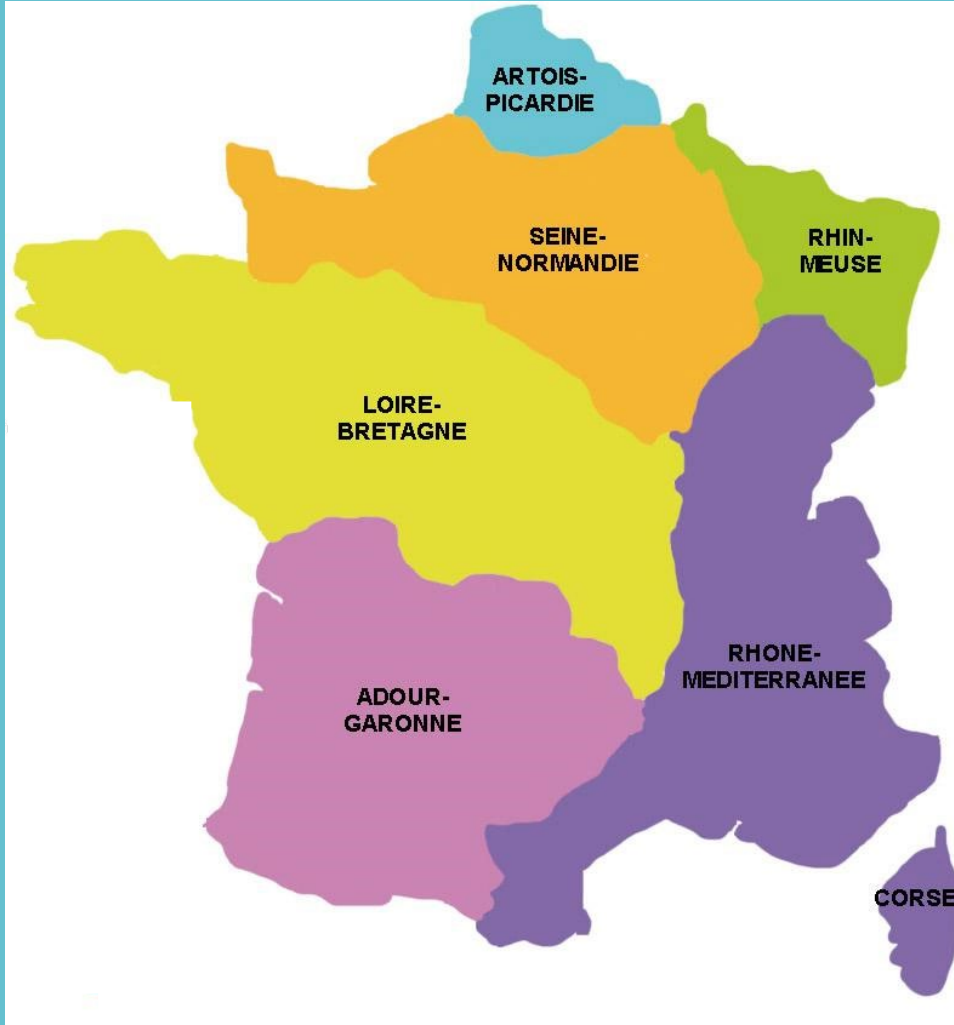 ARTOIS-
PICARDIE
SEINE-
NORMANDIE
RHIN-
MEUSE
LOIRE-
BRETAGNE
RHONE-
MEDITERRANEE
ADOUR-
GARONNE
CORSE